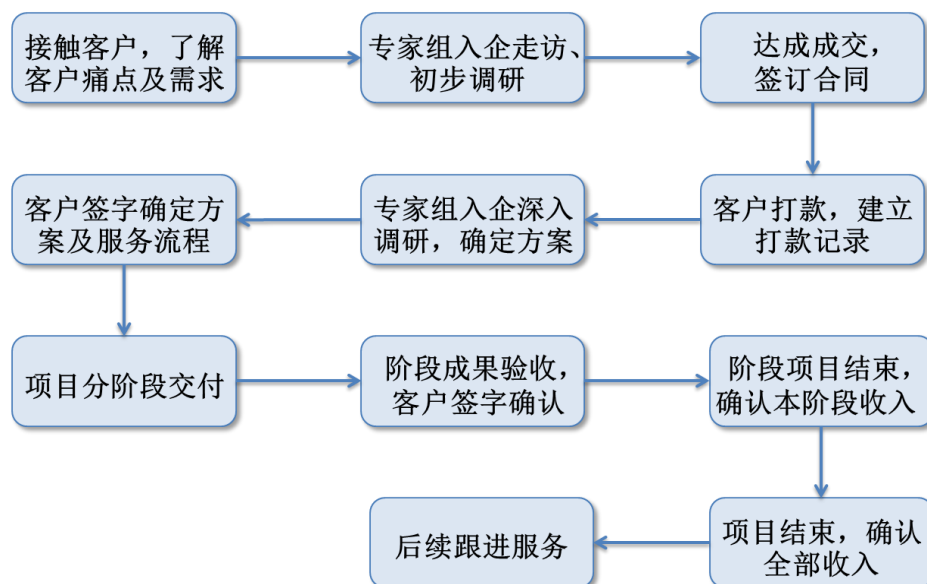 接触客户，了解
客户痛点及需求
专家组入企走访、
初步调研
达成成交，
签订合同
客户打款，建立
打款记录
专家组入企深入
调研，确定方案
客户签字确定方
案及服务流程
项目分阶段交付
阶段成果验收，
客户签字确认
阶段项目结束，
确认本阶段收入
项目结束，确认
全部收入
后续跟进服务